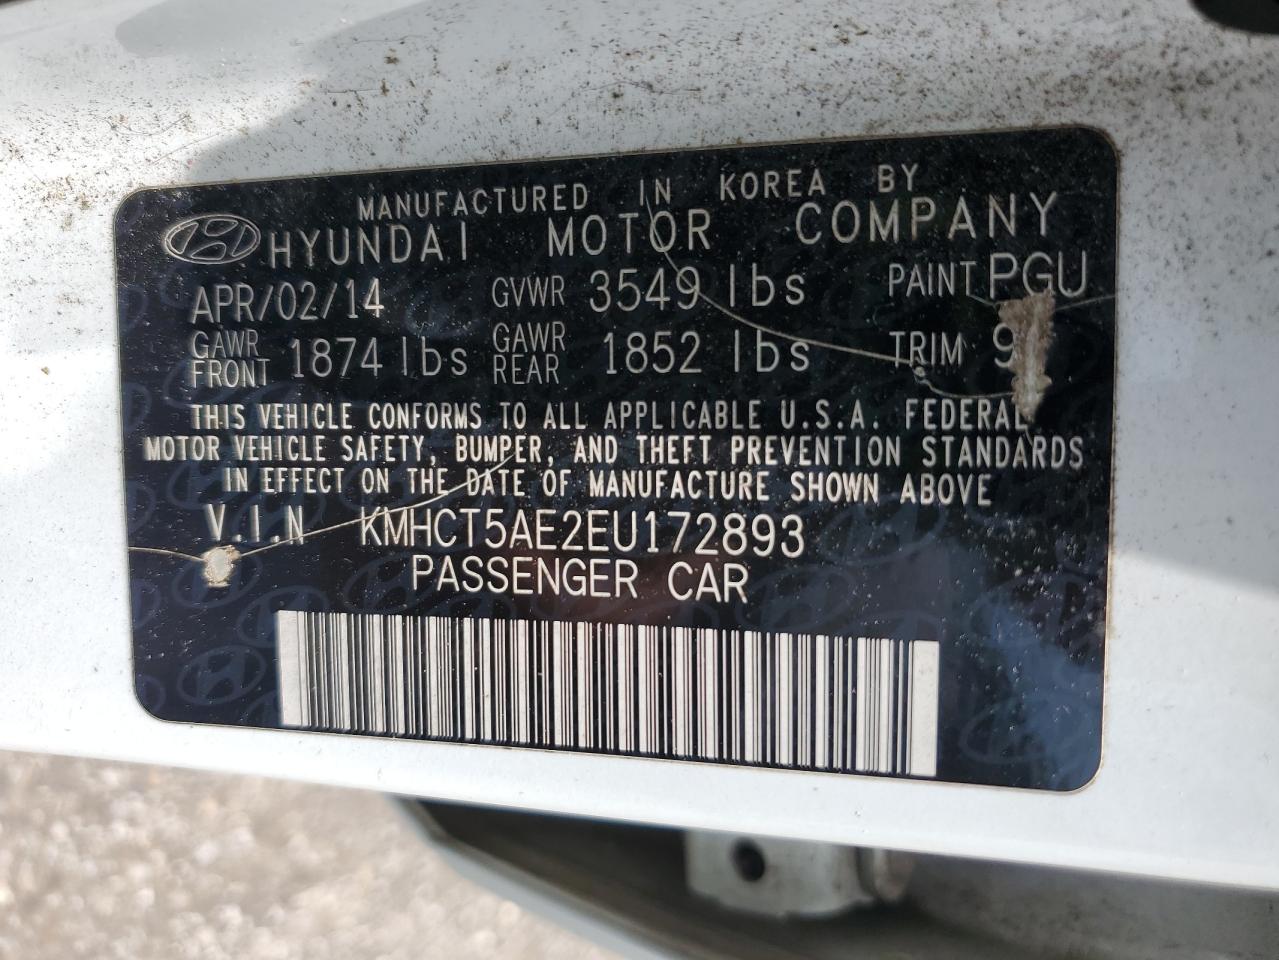 MANUFACTURED IN KOREA BY
HYUNDAI MOTOR COMPANY
APR/02/14 GVWR 3549 lbs PAINT PGU
GAWR FRONT 1874 lbs GAWR REAR 1852 lbs TRIM
THIS VEHICLE CONFORMS TO ALL APPLICABLE U.S.A. FEDERAL
MOTOR VEHICLE SAFETY, BUMPER, AND THEFT PREVENTION STANDARDS
IN EFFECT ON THE DATE OF MANUFACTURE SHOWN ABOVE
V.I.N KMHCT5AE2EU172893
PASSENGER CAR